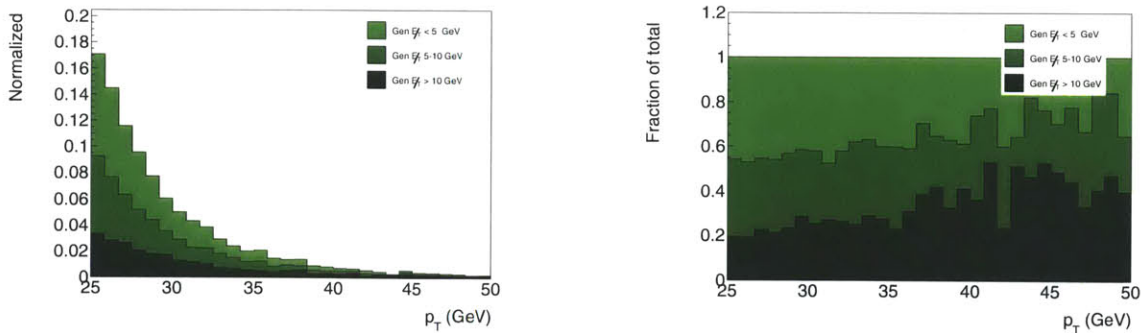 Normalized
0.2
0.18
0.16
0.14
0.12
0.1
0.08
0.06
0.04
0.02
0
25 30 35 40 45 50
p_T (GeV)
Gen E̸_T < 5 GeV
Gen E̸_T 5-10 GeV
Gen E̸_T > 10 GeV
Fraction of total
1.2
1
0.8
0.6
0.4
0.2
0
25 30 35 40 45 50
p_T (GeV)
Gen E̸_T < 5 GeV
Gen E̸_T 5-10 GeV
Gen E̸_T > 10 GeV